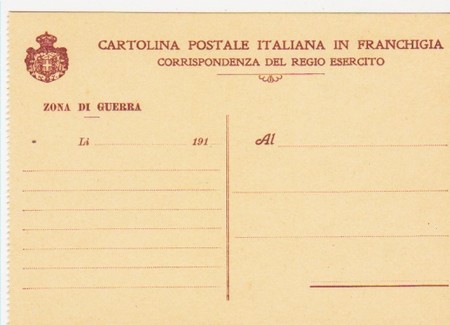 CARTOLINA POSTALE ITALIANA IN FRANCHIGIA
CORRISPONDENZA DEL REGIO ESERCITO
ZONA DI GUERRA
Lì 191
Al